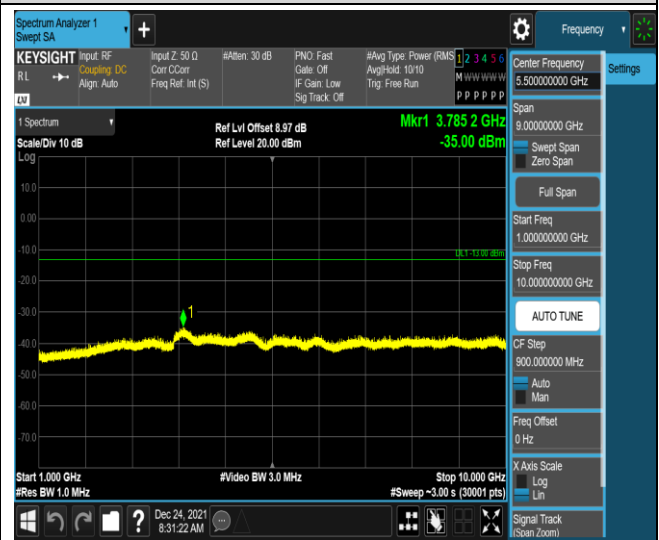 Spectrum Analyzer 1
Swept SA
Frequency
KEYSIGHT
RL
LXI
Input: RF
Coupling: DC
Align: Auto
Input Z: 50 Ω
Corr CCorr
Freq Ref: Int (S)
#Atten: 30 dB
PNO: Fast
Gate: Off
IF Gain: Low
Sig Track: Off
#Avg Type: Power (RMS
Avg|Hold: 10/10
Trig: Free Run
1 2 3 4 5 6
M W W W W W
P P P P P P
1 Spectrum
Scale/Div 10 dB
Ref Lvl Offset 8.97 dB
Ref Level 20.00 dBm
Mkr1 3.785 2 GHz
-35.00 dBm
Log
10.0
0.00
-10.0
DL1 -13.00 dBm
-20.0
-30.0
1
-40.0
-50.0
-60.0
-70.0
Start 1.000 GHz
#Video BW 3.0 MHz
Stop 10.000 GHz
#Res BW 1.0 MHz
#Sweep ~3.00 s (30001 pts)
Dec 24, 2021
8:31:22 AM
Center Frequency
5.500000000 GHz
Span
9.00000000 GHz
Swept Span
Zero Span
Full Span
Start Freq
1.000000000 GHz
Stop Freq
10.000000000 GHz
AUTO TUNE
CF Step
900.000000 MHz
Auto
Man
Freq Offset
0 Hz
X Axis Scale
Log
Lin
Signal Track
(Span Zoom)
Settings